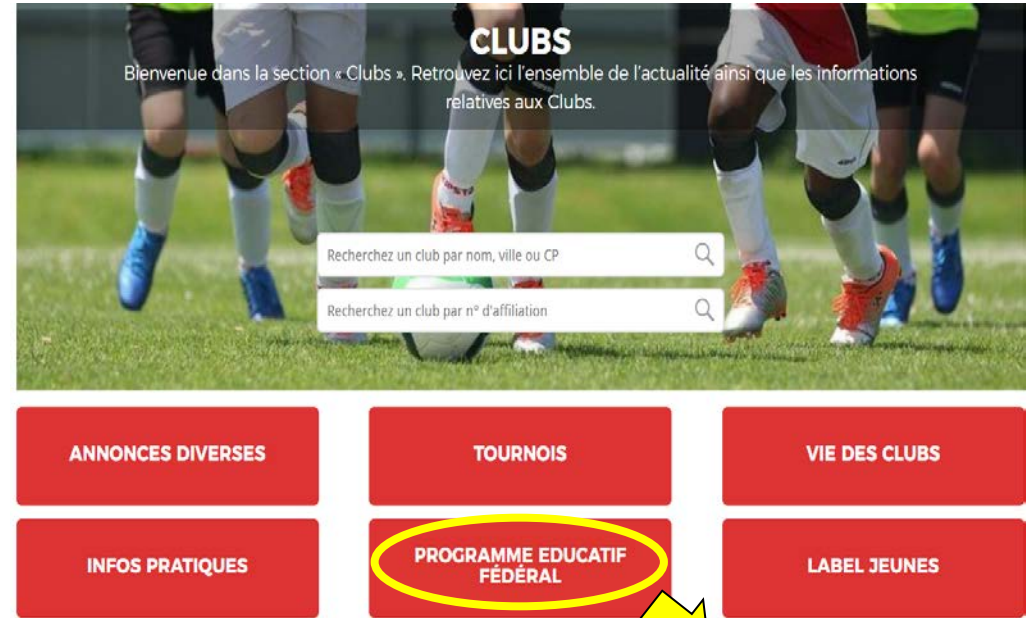 CLUBS
Bienvenue dans la section « Clubs ». Retrouvez ici l'ensemble de l'actualité ainsi que les informations
relatives aux Clubs.
Recherchez un club par nom, ville ou CP
Recherchez un club par n° d'affiliation
ANNONCES DIVERSES
TOURNOIS
VIE DES CLUBS
INFOS PRATIQUES
PROGRAMME EDUCATIF
FÉDÉRAL
LABEL JEUNES